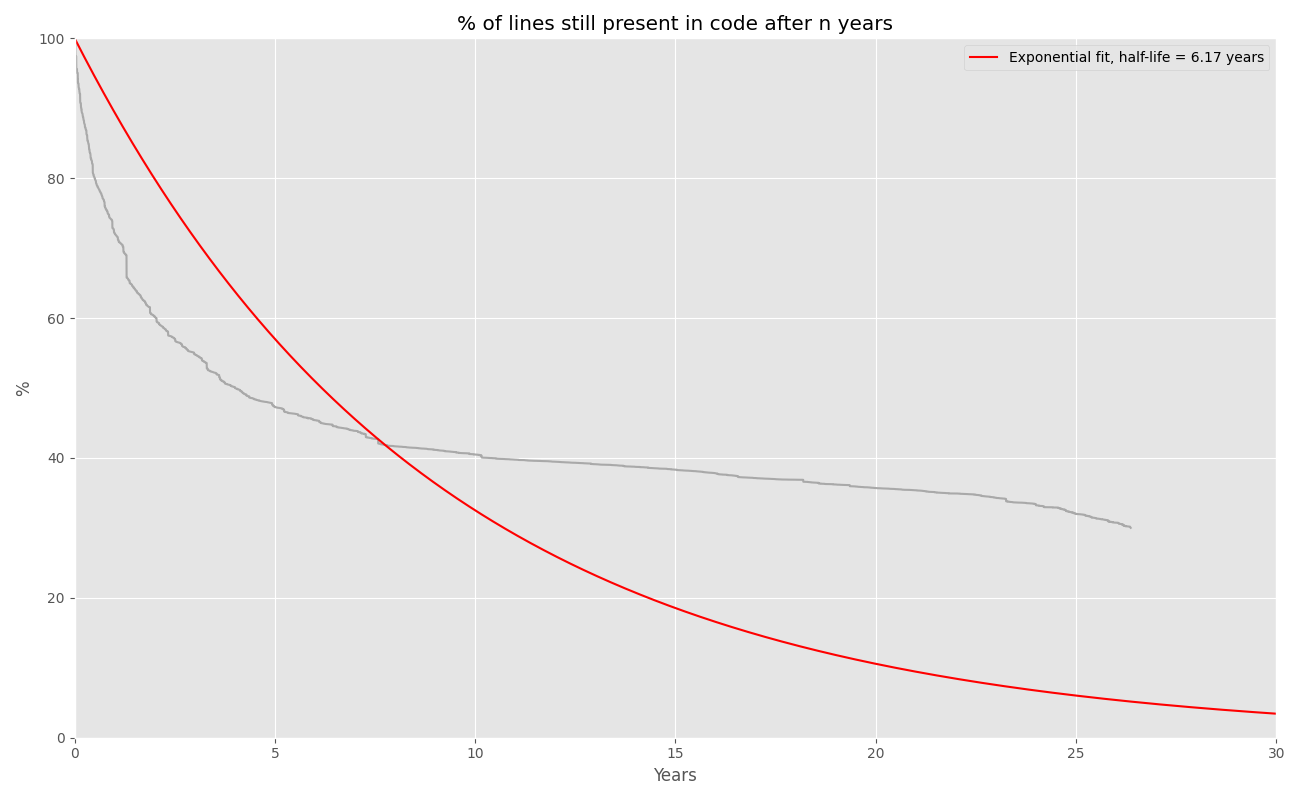 % of lines still present in code after n years
Exponential fit, half-life = 6.17 years
100
80
60
40
20
0
%
0 5 10 15 20 25 30
Years